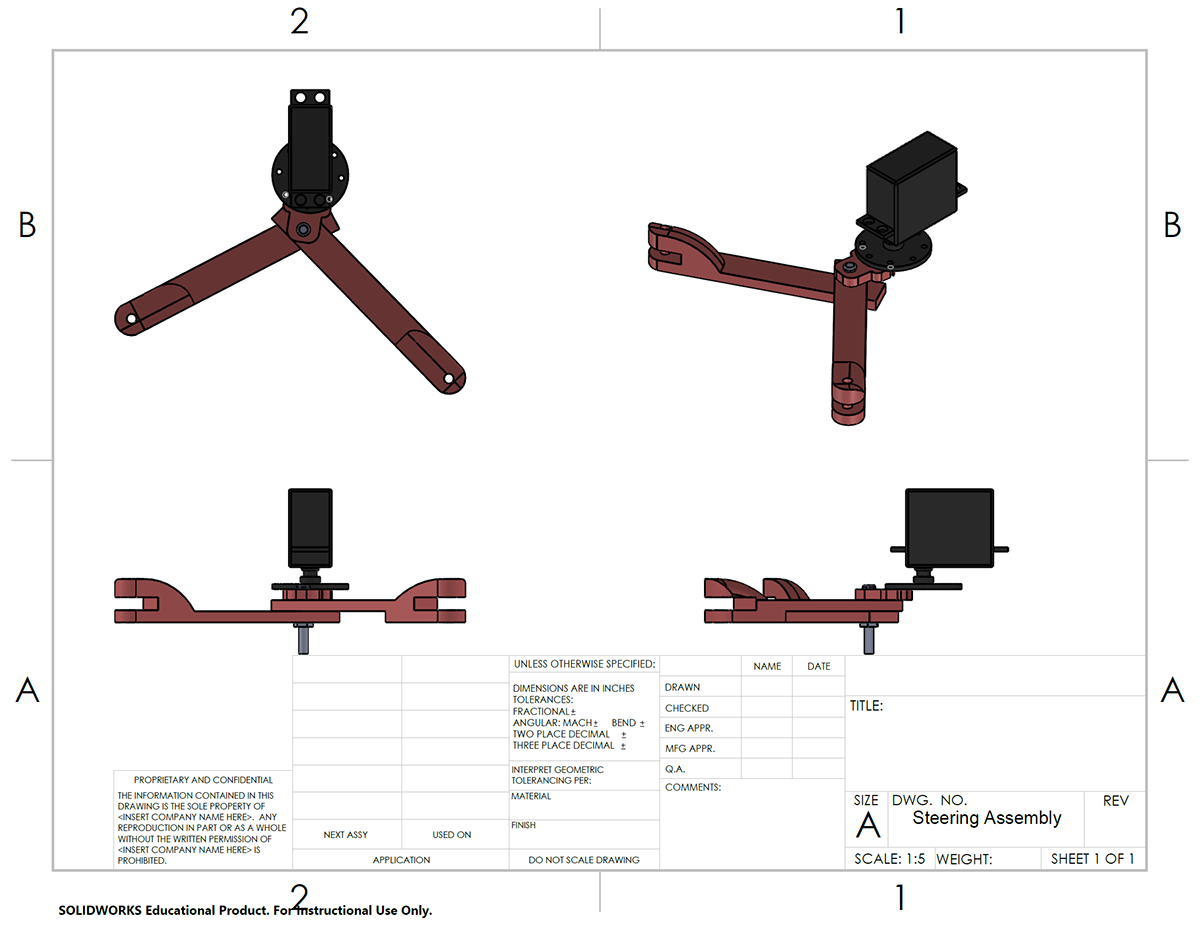 2
1
B
B
A
A
UNLESS OTHERWISE SPECIFIED:
DIMENSIONS ARE IN INCHES
TOLERANCES:
FRACTIONAL±
ANGULAR: MACH± BEND ±
TWO PLACE DECIMAL ±
THREE PLACE DECIMAL ±
INTERPRET GEOMETRIC
TOLERANCING PER:
MATERIAL
FINISH
DO NOT SCALE DRAWING
NAME
DATE
DRAWN
CHECKED
ENG APPR.
MFG APPR.
Q.A.
COMMENTS:
TITLE:
SIZE
A
DWG. NO.
Steering Assembly
REV
SCALE: 1:5
WEIGHT:
SHEET 1 OF 1
PROPRIETARY AND CONFIDENTIAL
THE INFORMATION CONTAINED IN THIS
DRAWING IS THE SOLE PROPERTY OF
<INSERT COMPANY NAME HERE>. ANY
REPRODUCTION IN PART OR AS A WHOLE
WITHOUT THE WRITTEN PERMISSION OF
<INSERT COMPANY NAME HERE> IS
PROHIBITED.
NEXT ASSY
USED ON
APPLICATION
2
1
SOLIDWORKS Educational Product. For Instructional Use Only.